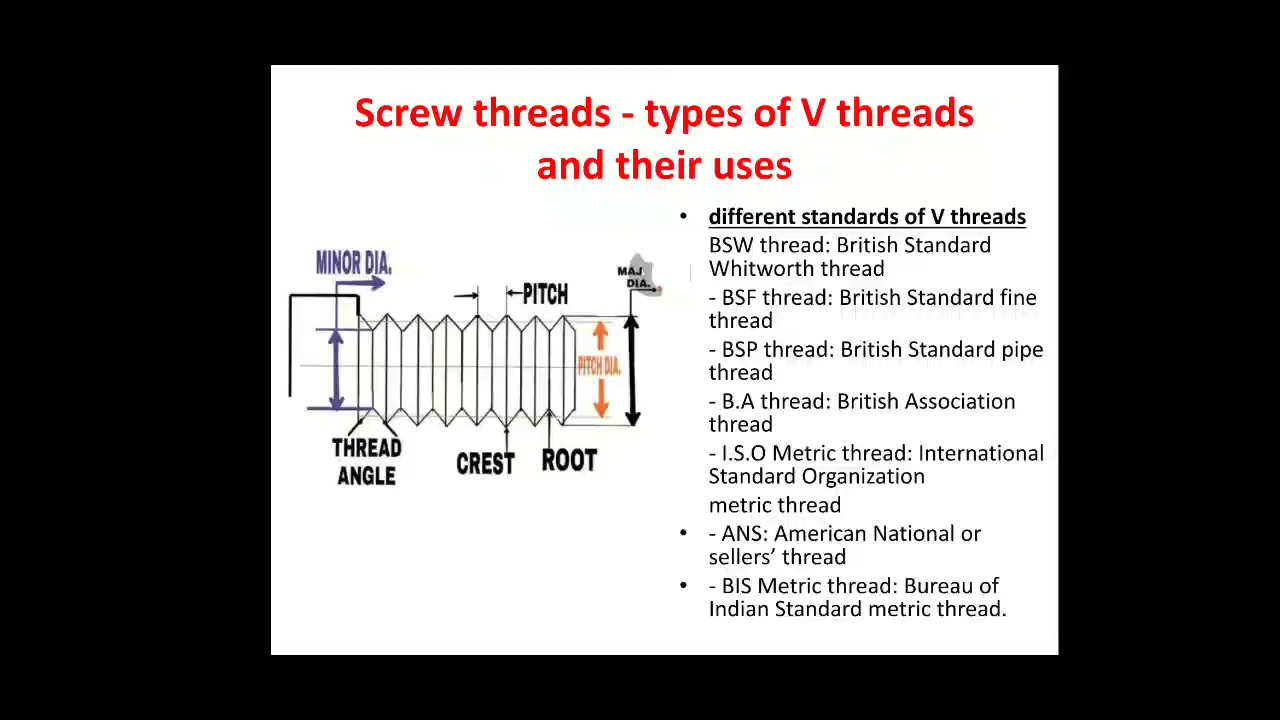 Screw threads - types of V threads
and their uses
MINOR DIA.
PITCH
MAJ.
DIA.
PITCH DIA.
THREAD
ANGLE
CREST
ROOT
• different standards of V threads
BSW thread: British Standard
Whitworth thread
- BSF thread: British Standard fine
thread
- BSP thread: British Standard pipe
thread
- B.A thread: British Association
thread
- I.S.O Metric thread: International
Standard Organization
metric thread
• - ANS: American National or
sellers’ thread
• - BIS Metric thread: Bureau of
Indian Standard metric thread.